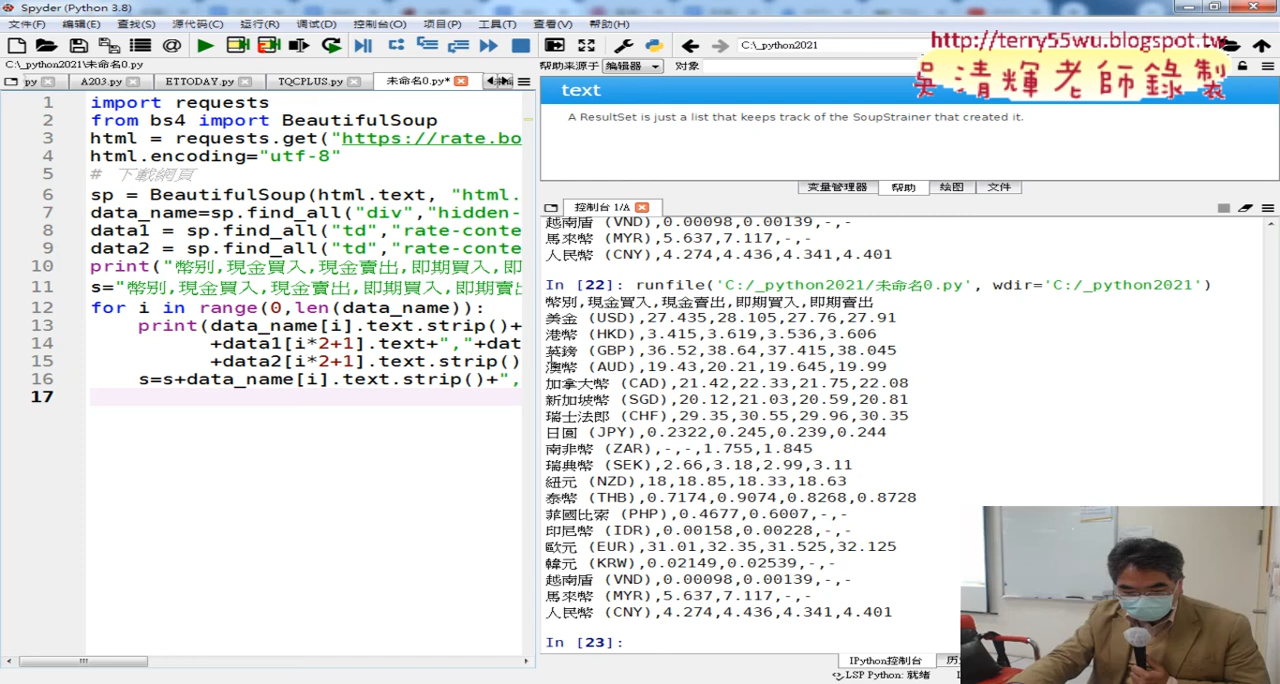 Spyder (Python 3.8)
文件(F) 编辑(E) 查找(S) 源代码(C) 运行(R) 调试(D) 控制台(O) 项目(P) 工具(T) 查看(V) 帮助(H)
C:\_python2021
http://terry55wu.blogspot.tw
吳清輝老師錄製
C:\_python2021\未命名0.py
帮助来源于 编辑器 对象
py A203.py ETTODAY.py TQCPLUS.py 未命名0.py*
text
A ResultSet is just a list that keeps track of the SoupStrainer that created it.
变量管理器 帮助 绘图 文件
1 import requests
2 from bs4 import BeautifulSoup
3 html = requests.get("https://rate.bo
4 html.encoding="utf-8"
5 # 下載網頁
6 sp = BeautifulSoup(html.text, "html.
7 data_name=sp.find_all("div","hidden-
8 data1 = sp.find_all("td","rate-conte
9 data2 = sp.find_all("td","rate-conte
10 print("幣別,現金買入,現金賣出,即期買入,即
11 s="幣別,現金買入,現金賣出,即期買入,即期賣出
12 for i in range(0,len(data_name)):
13 print(data_name[i].text.strip()+
14 +data1[i*2+1].text+","+dat
15 +data2[i*2+1].text.strip()
16 s=s+data_name[i].text.strip()+",
17
控制台 1/A
越南盾 (VND),0.00098,0.00139,-,-
馬來幣 (MYR),5.637,7.117,-,-
人民幣 (CNY),4.274,4.436,4.341,4.401
In [22]: runfile('C:/_python2021/未命名0.py', wdir='C:/_python2021')
幣別,現金買入,現金賣出,即期買入,即期賣出
美金 (USD),27.435,28.105,27.76,27.91
港幣 (HKD),3.415,3.619,3.536,3.606
英鎊 (GBP),36.52,38.64,37.415,38.045
澳幣 (AUD),19.43,20.21,19.645,19.99
加拿大幣 (CAD),21.42,22.33,21.75,22.08
新加坡幣 (SGD),20.12,21.03,20.59,20.81
瑞士法郎 (CHF),29.35,30.55,29.96,30.35
日圓 (JPY),0.2322,0.245,0.239,0.244
南非幣 (ZAR),-,-,1.755,1.845
瑞典幣 (SEK),2.66,3.18,2.99,3.11
紐元 (NZD),18,18.85,18.33,18.63
泰幣 (THB),0.7174,0.9074,0.8268,0.8728
菲國比索 (PHP),0.4677,0.6007,-,-
印尼幣 (IDR),0.00158,0.00228,-,-
歐元 (EUR),31.01,32.35,31.525,32.125
韓元 (KRW),0.02149,0.02539,-,-
越南盾 (VND),0.00098,0.00139,-,-
馬來幣 (MYR),5.637,7.117,-,-
人民幣 (CNY),4.274,4.436,4.341,4.401
In [23]:
IPython控制台
LSP Python: 就绪